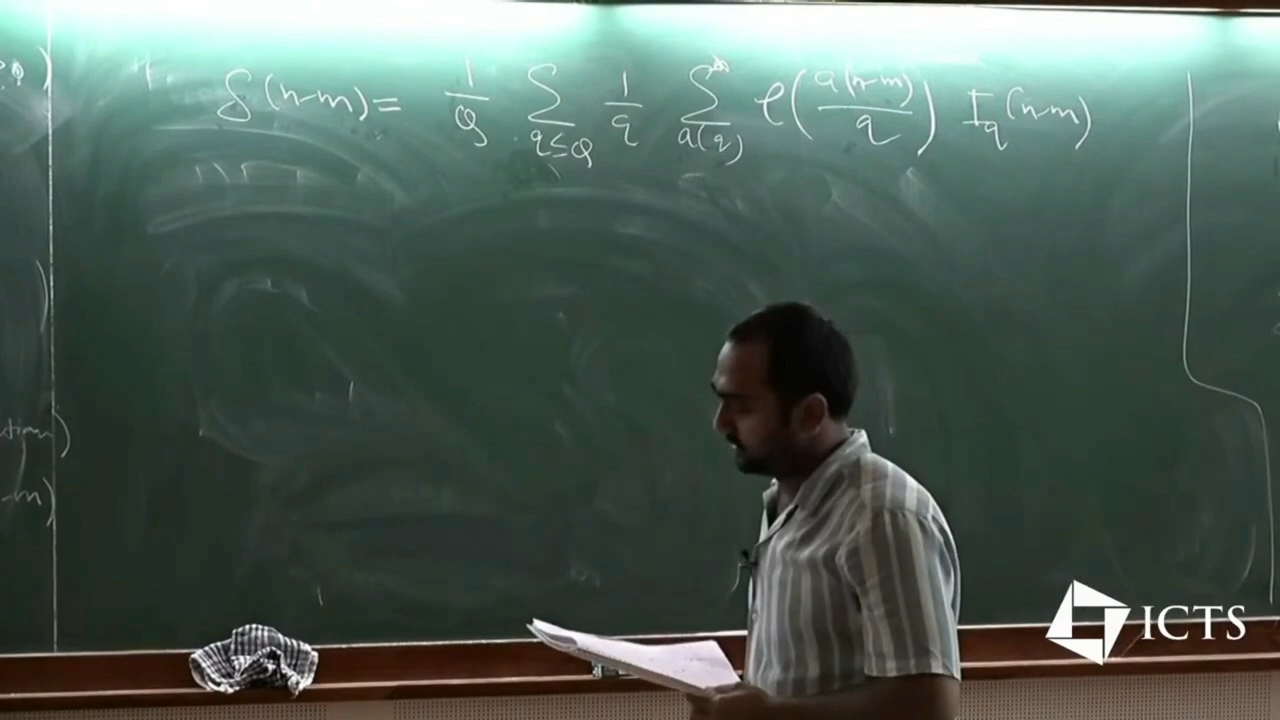 δ(n-m) = 1/Q ∑_{q≤Q} 1/q ∑*_{a(q)} e(a(n-m)/q) I_q(n-m)
-m)
ICTS